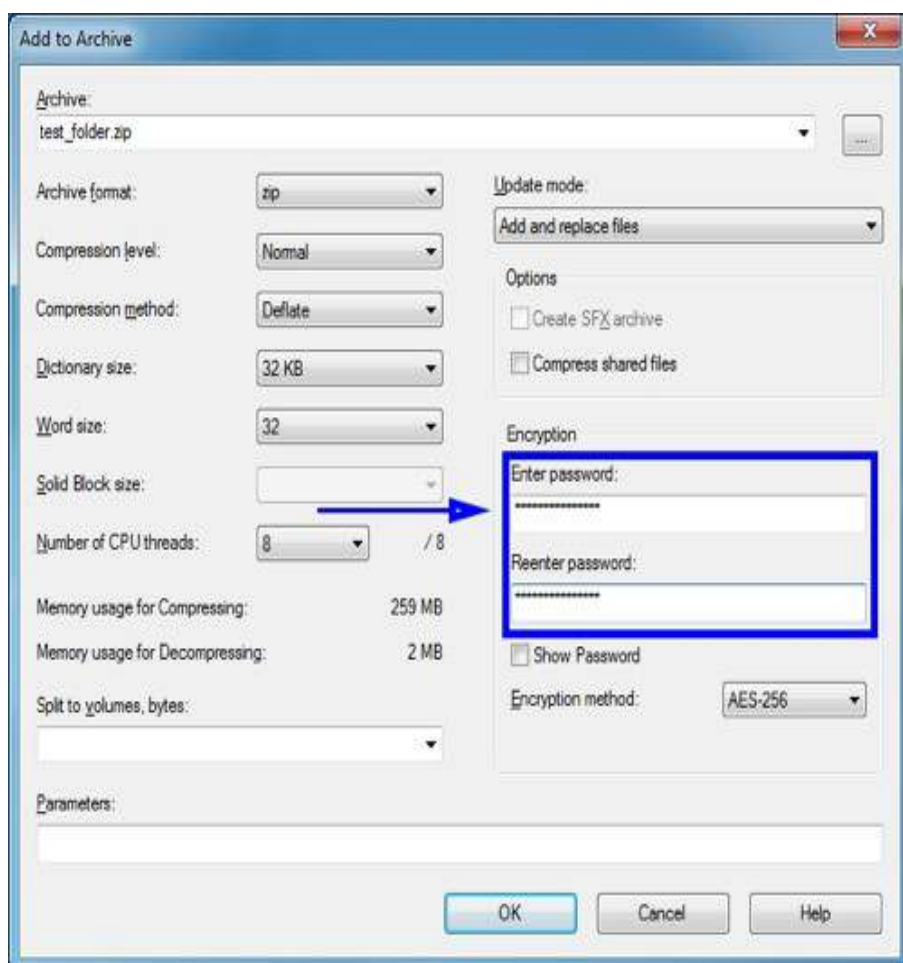 Add to Archive
Archive:
test_folder.zip
...
Archive format:
zip
Compression level:
Normal
Compression method:
Deflate
Dictionary size:
32 KB
Word size:
32
Solid Block size:
Number of CPU threads:
8
/ 8
Memory usage for Compressing:
259 MB
Memory usage for Decompressing:
2 MB
Split to volumes, bytes:
Parameters:
Update mode:
Add and replace files
Options
Create SFX archive
Compress shared files
Encryption
Enter password:
***************
Reenter password:
***************
Show Password
Encryption method:
AES-256
OK
Cancel
Help